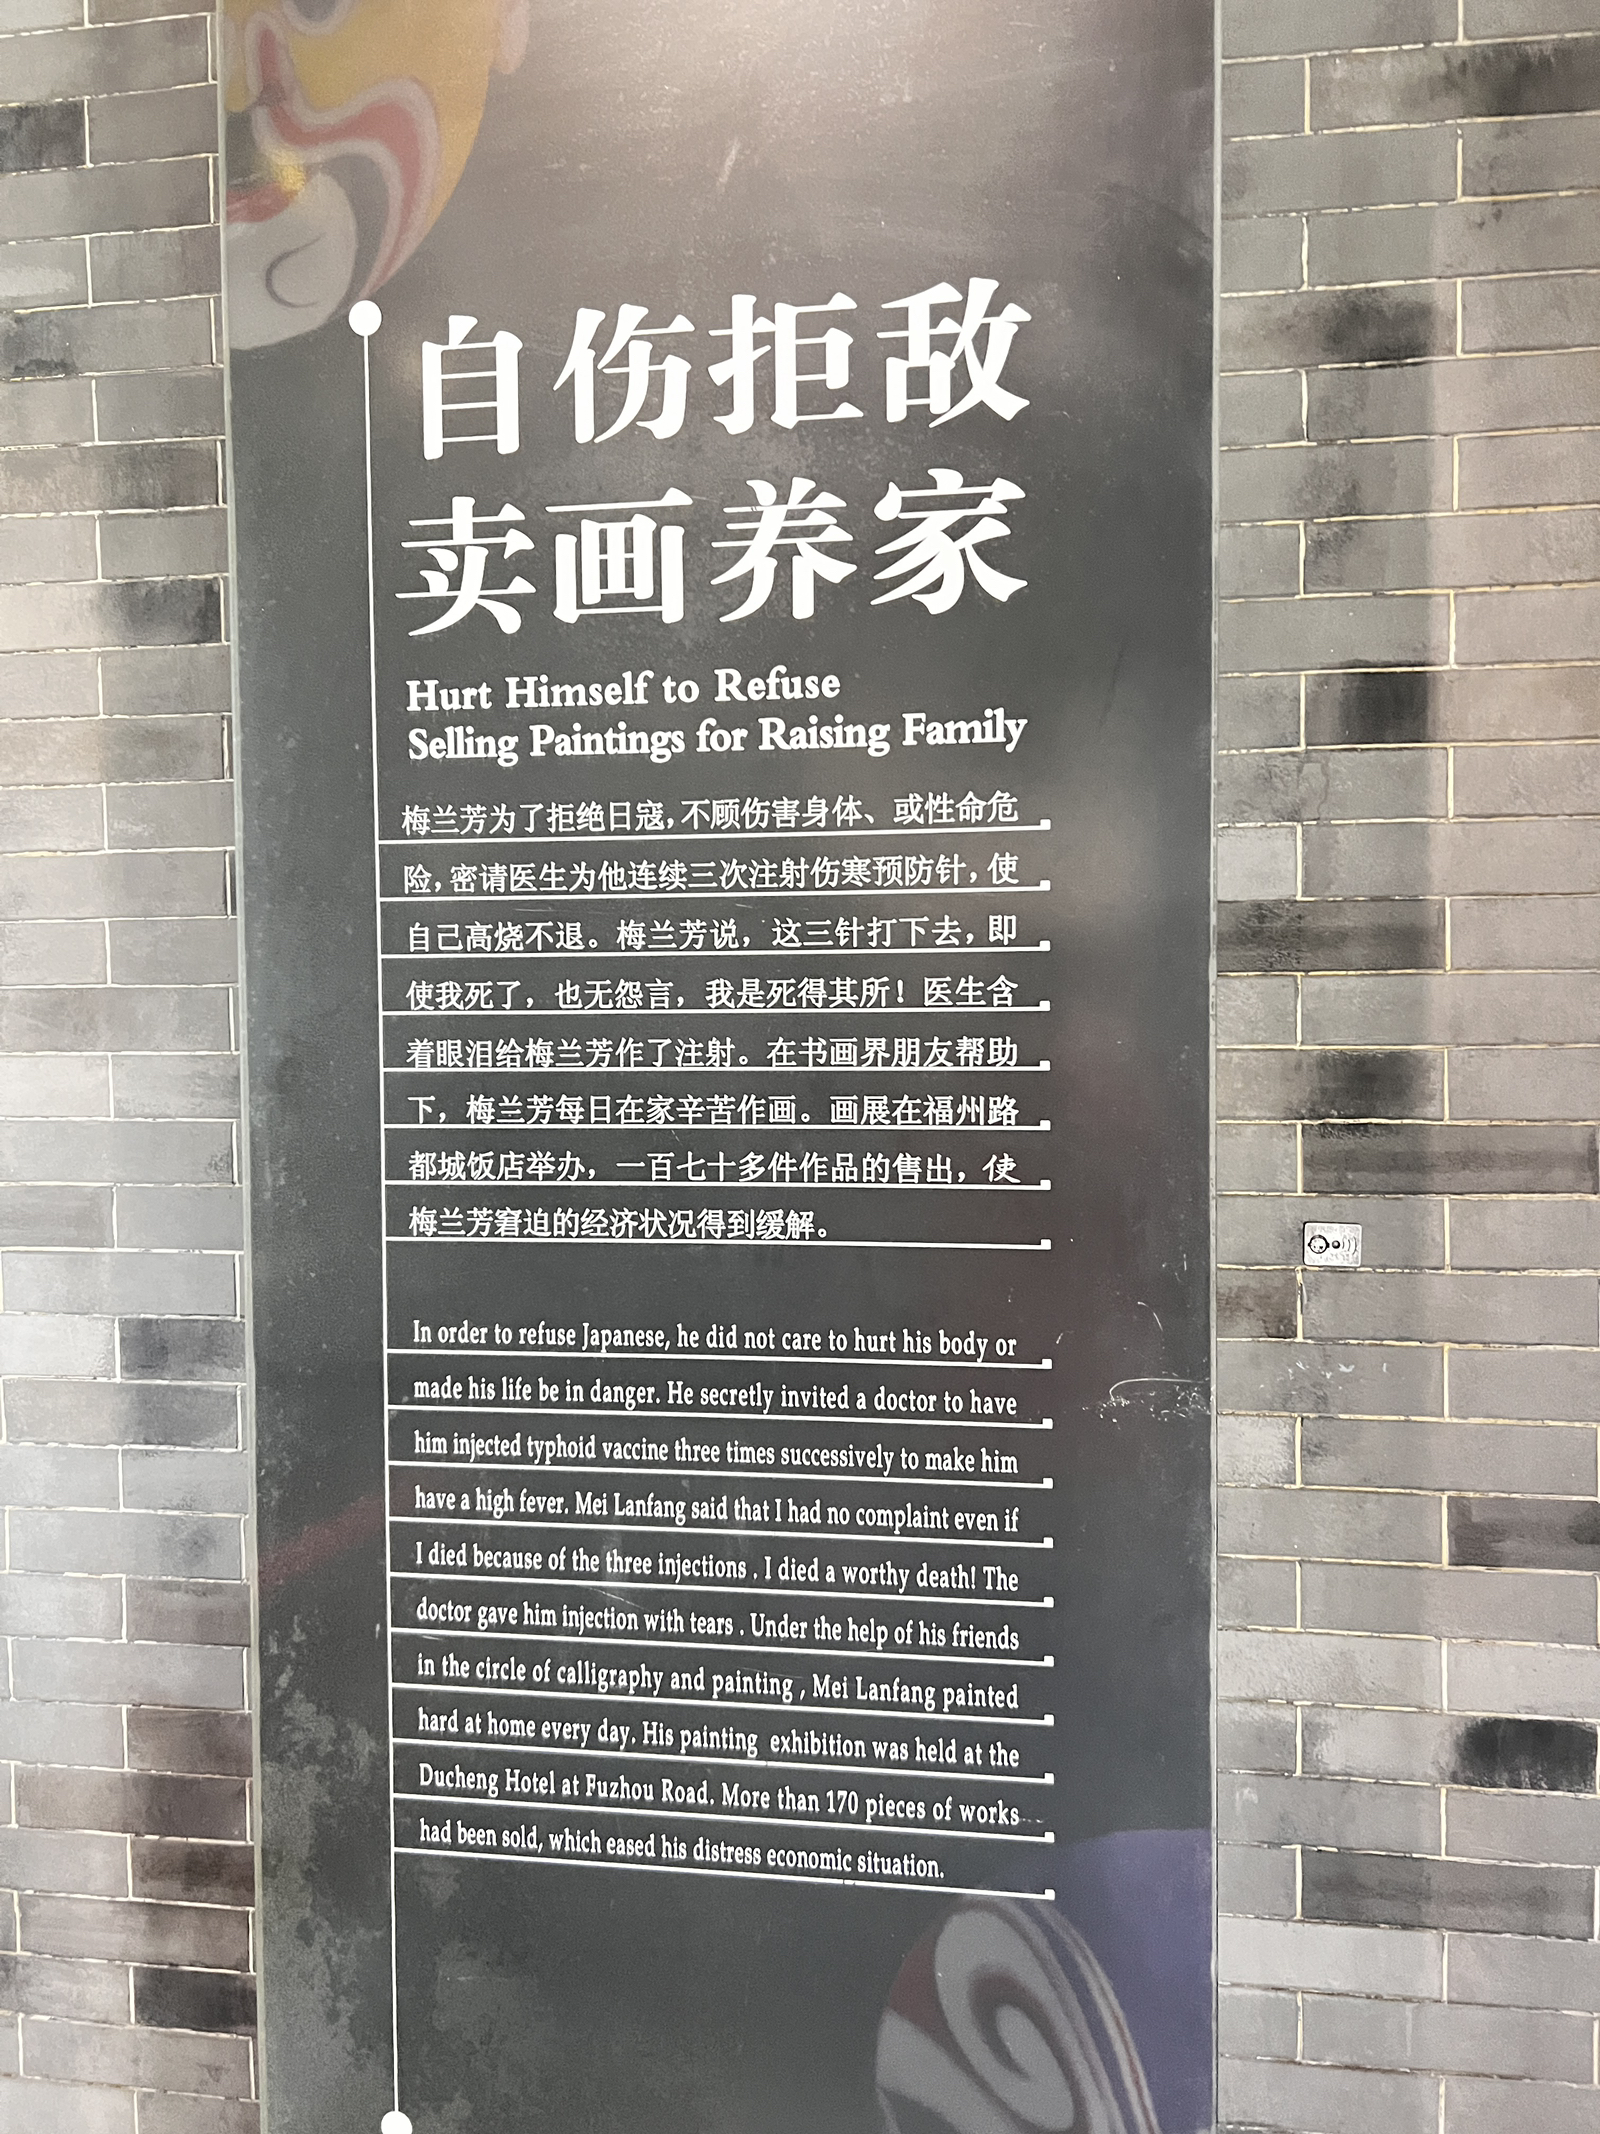 自伤拒敌
卖画养家
Hurt Himself to Refuse
Selling Paintings for Raising Family
梅兰芳为了拒绝日寇，不顾伤害身体、或性命危
险，密请医生为他连续三次注射伤寒预防针，使
自己高烧不退。梅兰芳说，这三针打下去，即
使我死了，也无怨言，我是死得其所！医生含
着眼泪给梅兰芳作了注射。在书画界朋友帮助
下，梅兰芳每日在家辛苦作画。画展在福州路
都城饭店举办，一百七十多件作品的售出，使
梅兰芳窘迫的经济状况得到缓解。
In order to refuse Japanese, he did not care to hurt his body or
made his life be in danger. He secretly invited a doctor to have
him injected typhoid vaccine three times successively to make him
have a high fever. Mei Lanfang said that I had no complaint even if
I died because of the three injections . I died a worthy death! The
doctor gave him injection with tears . Under the help of his friends
in the circle of calligraphy and painting , Mei Lanfang painted
hard at home every day. His painting exhibition was held at the
Ducheng Hotel at Fuzhou Road. More than 170 pieces of works
had been sold, which eased his distress economic situation.